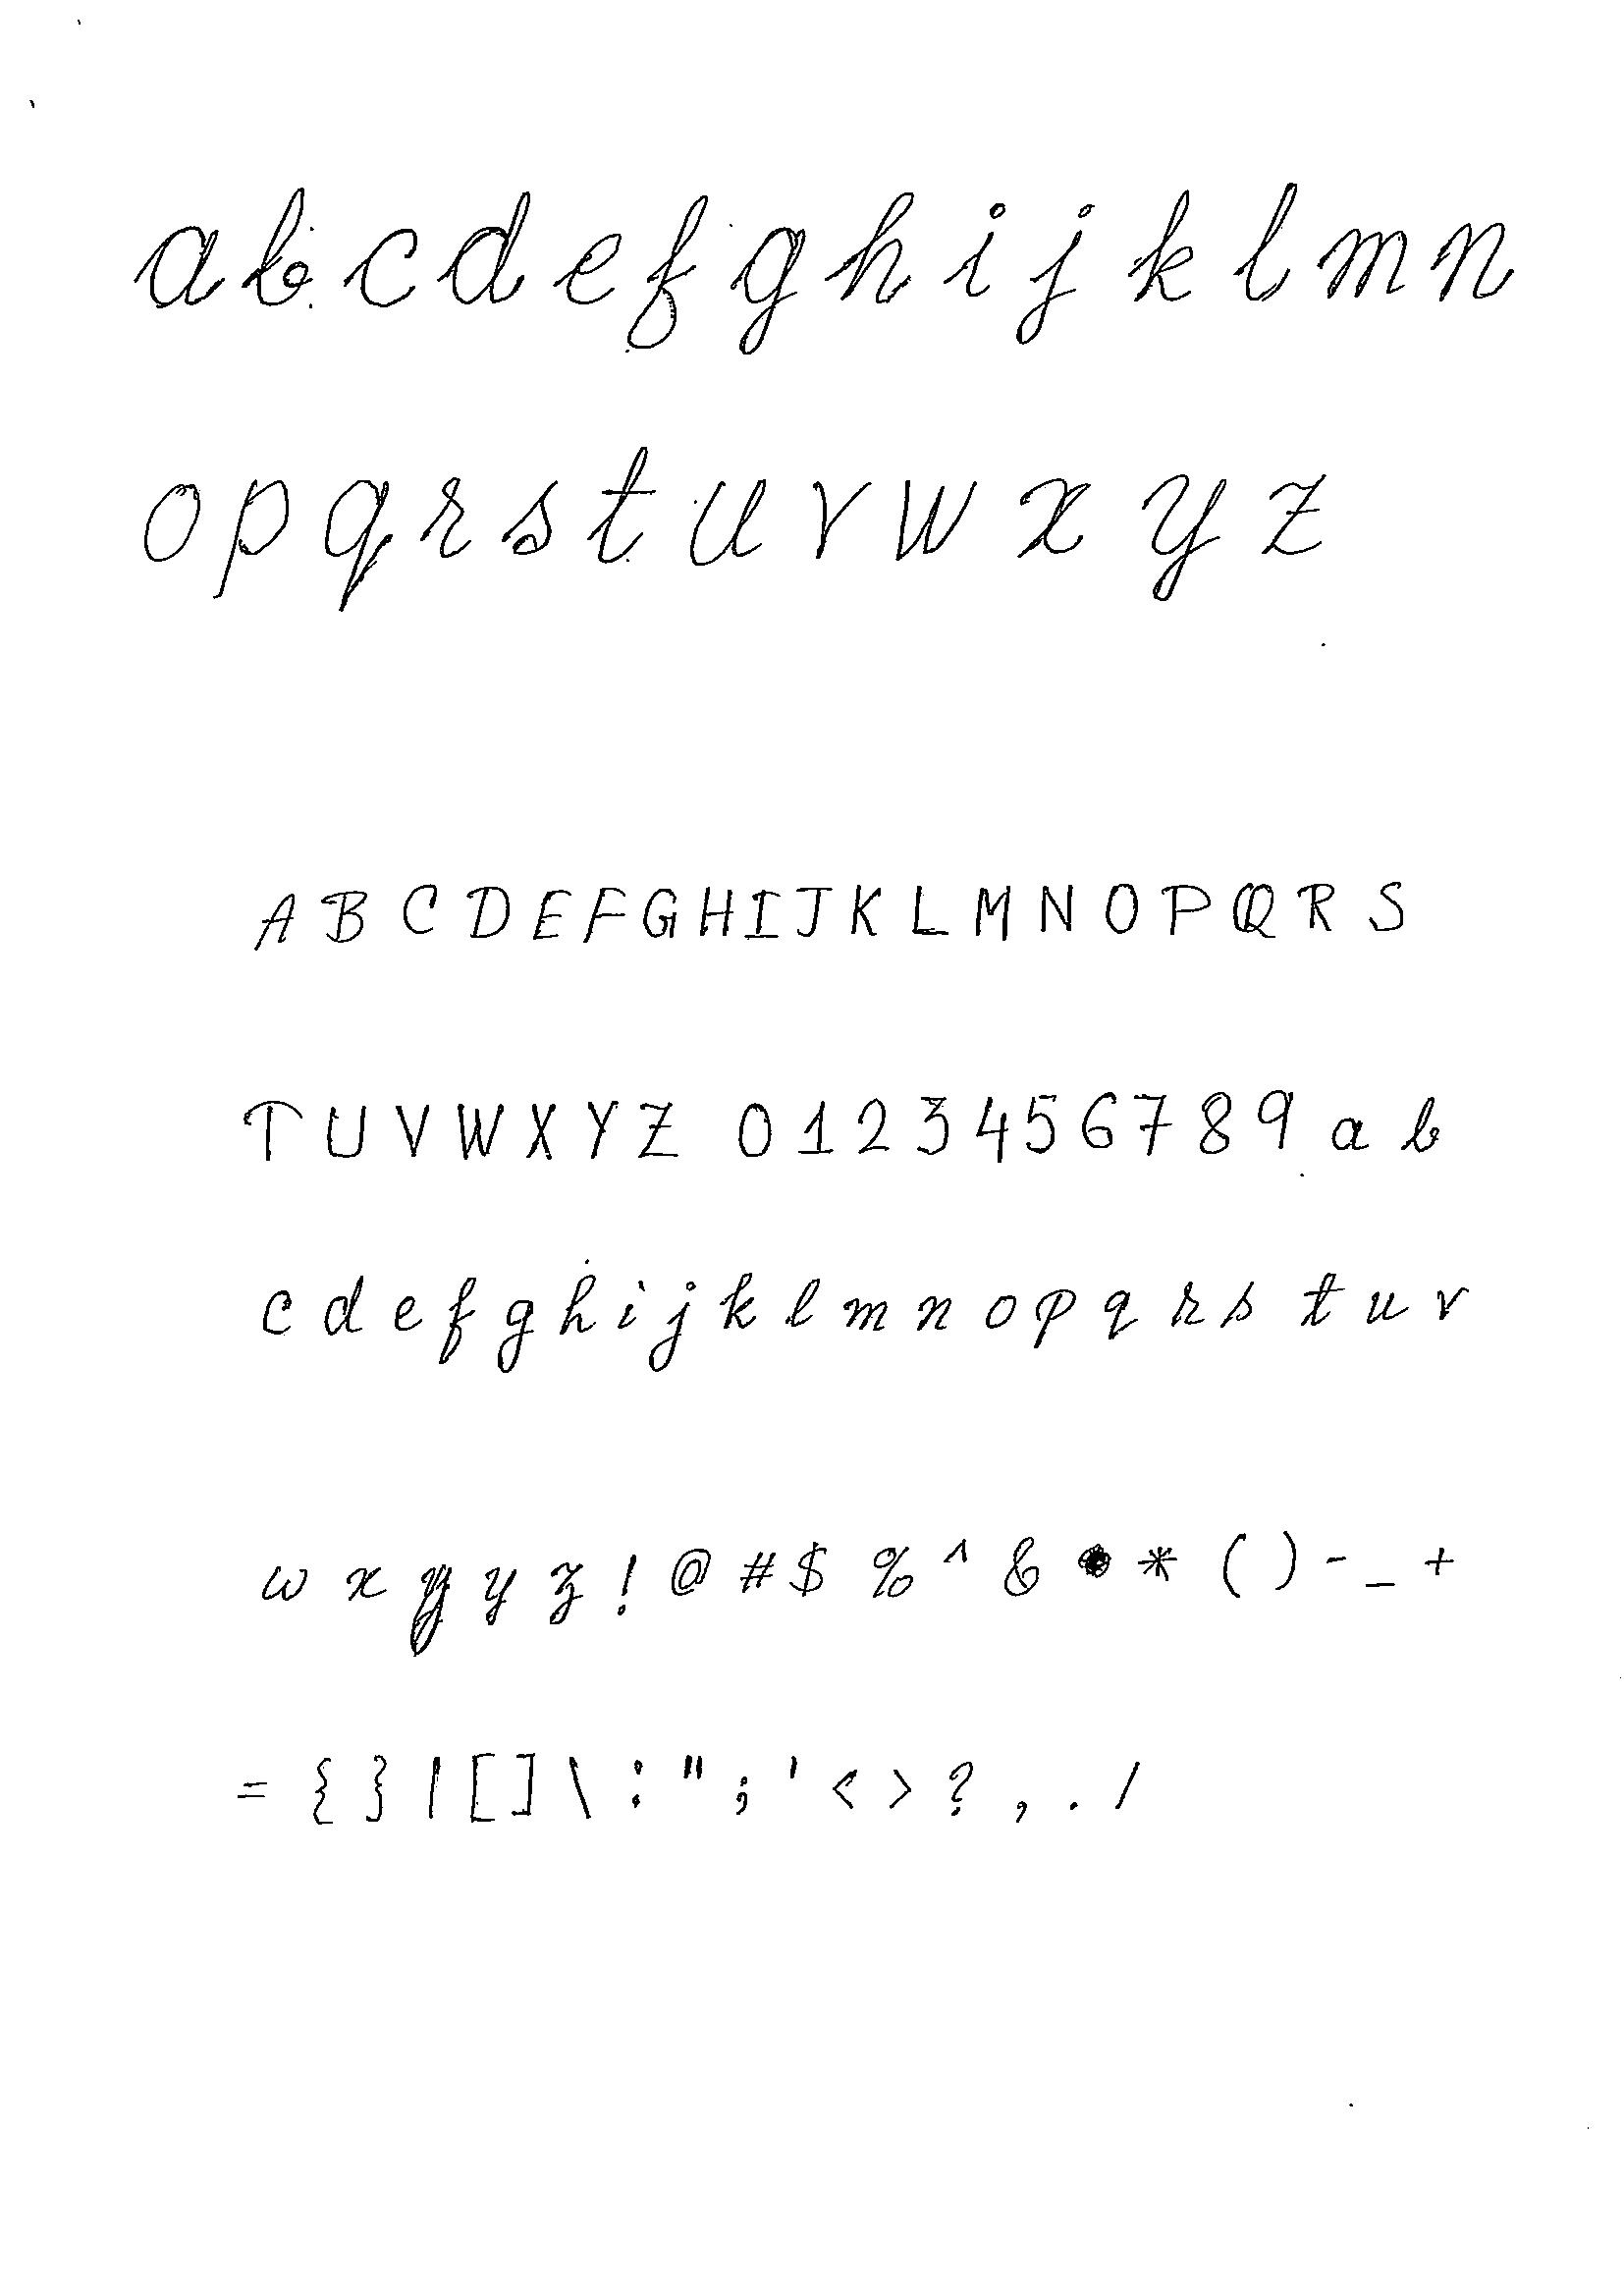 a b c d e f g h i j k l m n
o p q r s t u v w x y z
A B C D E F G H I J K L M N O P Q R S
T U V W X Y Z 0 1 2 3 4 5 6 7 8 9 a b
c d e f g h i j k l m n o p q r s t u v
w x y y z ! @ # $ % ^ & * ( ) - _ +
= { } | [ ] \ : " ; ' < > ? , . /